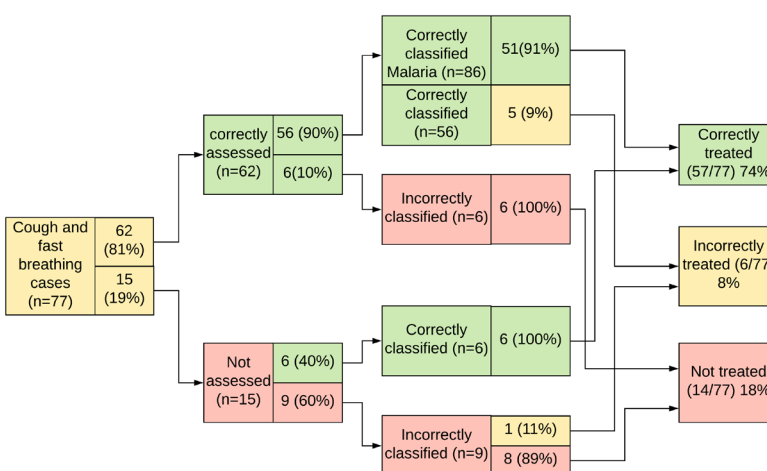 Cough and
fast
breathing
cases
(n=77)
62
(81%)
15
(19%)
correctly
assessed
(n=62)
56 (90%)
6(10%)
Not
assessed
(n=15)
6 (40%)
9 (60%)
Correctly
classified
Malaria (n=86)
51(91%)
Correctly
classified
(n=56)
5 (9%)
Incorrectly
classified (n=6)
6 (100%)
Correctly
classified (n=6)
6 (100%)
Incorrectly
classified (n=9)
1 (11%)
8 (89%)
Correctly
treated
(57/77) 74%
Incorrectly
treated (6/77
8%
Not treated
(14/77) 18%